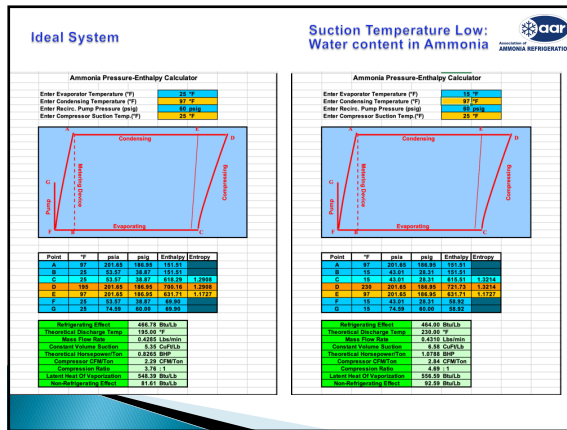 Ideal System
Suction Temperature Low:
Water content in Ammonia
aar
Association of
AMMONIA REFRIGERATION
Ammonia Pressure-Enthalpy Calculator
Enter Evaporator Temperature (°F) 25 °F
Enter Condensing Temperature (°F) 97 °F
Enter Recirc. Pump Pressure (psig) 60 psig
Enter Compressor Suction Temp.(°F) 25 °F
A E
Condensing D
Metering Device
Compressing
G
Pump
Evaporating
F B C
Point °F psia psig Enthalpy Entropy
A 97 201.65 186.95 151.51
B 25 53.57 38.87 151.51
C 25 53.57 38.87 618.29 1.2908
D 195 201.65 186.95 700.16 1.2908
E 97 201.65 186.95 631.71 1.1727
F 25 53.57 38.87 69.90
G 25 74.59 60.00 69.90
Refrigerating Effect 466.78 Btu/Lb
Theoretical Discharge Temp 195.00 °F
Mass Flow Rate 0.4285 Lbs/min
Constant Volume Suction 5.35 CuFt/Lb
Theoretical Horsepower/Ton 0.8265 BHP
Compressor CFM/Ton 2.29 CFM/Ton
Compression Ratio 3.76 : 1
Latent Heat Of Vaporization 548.39 Btu/Lb
Non-Refrigerating Effect 81.61 Btu/Lb
Ammonia Pressure-Enthalpy Calculator
Enter Evaporator Temperature (°F) 15 °F
Enter Condensing Temperature (°F) 97 °F
Enter Recirc. Pump Pressure (psig) 60 psig
Enter Compressor Suction Temp.(°F) 25 °F
A E
Condensing D
Metering Device
Compressing
G
Pump
Evaporating
F B C
Point °F psia psig Enthalpy Entropy
A 97 201.65 186.95 151.51
B 15 43.01 28.31 151.51
C 15 43.01 28.31 615.51 1.3214
D 230 201.65 186.95 721.73 1.3214
E 97 201.65 186.95 631.71 1.1727
F 15 43.01 28.31 58.92
G 15 74.59 60.00 58.92
Refrigerating Effect 464.00 Btu/Lb
Theoretical Discharge Temp 230.00 °F
Mass Flow Rate 0.4310 Lbs/min
Constant Volume Suction 6.58 CuFt/Lb
Theoretical Horsepower/Ton 1.0788 BHP
Compressor CFM/Ton 2.84 CFM/Ton
Compression Ratio 4.69 : 1
Latent Heat Of Vaporization 556.59 Btu/Lb
Non-Refrigerating Effect 92.59 Btu/Lb